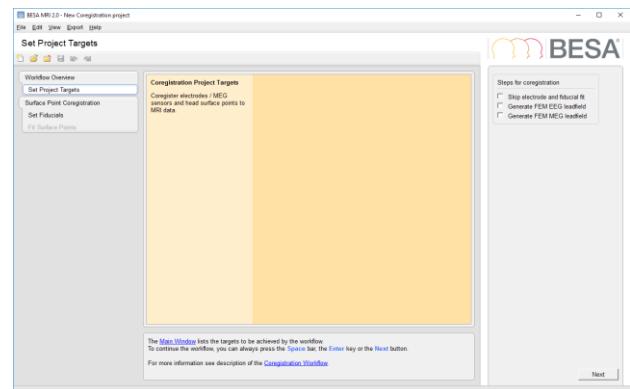 BESA MRI 2.0 - New Coregistration project
File Edit View Export Help
Set Project Targets
BESA®
Workflow Overview
Set Project Targets
Surface Point Coregistration
Set Fiducials
Fit Surface Points
Coregistration Project Targets
Coregister electrodes / MEG
sensors and head surface points to
MRI data.
Steps for coregistration
Skip electrode and fiducial fit
Generate FEM EEG leadfield
Generate FEM MEG leadfield
The Main Window lists the targets to be achieved by the workflow.
To continue the workflow, you can always press the Space bar, the Enter key or the Next button.
For more information see description of the Coregistration Workflow.
Next